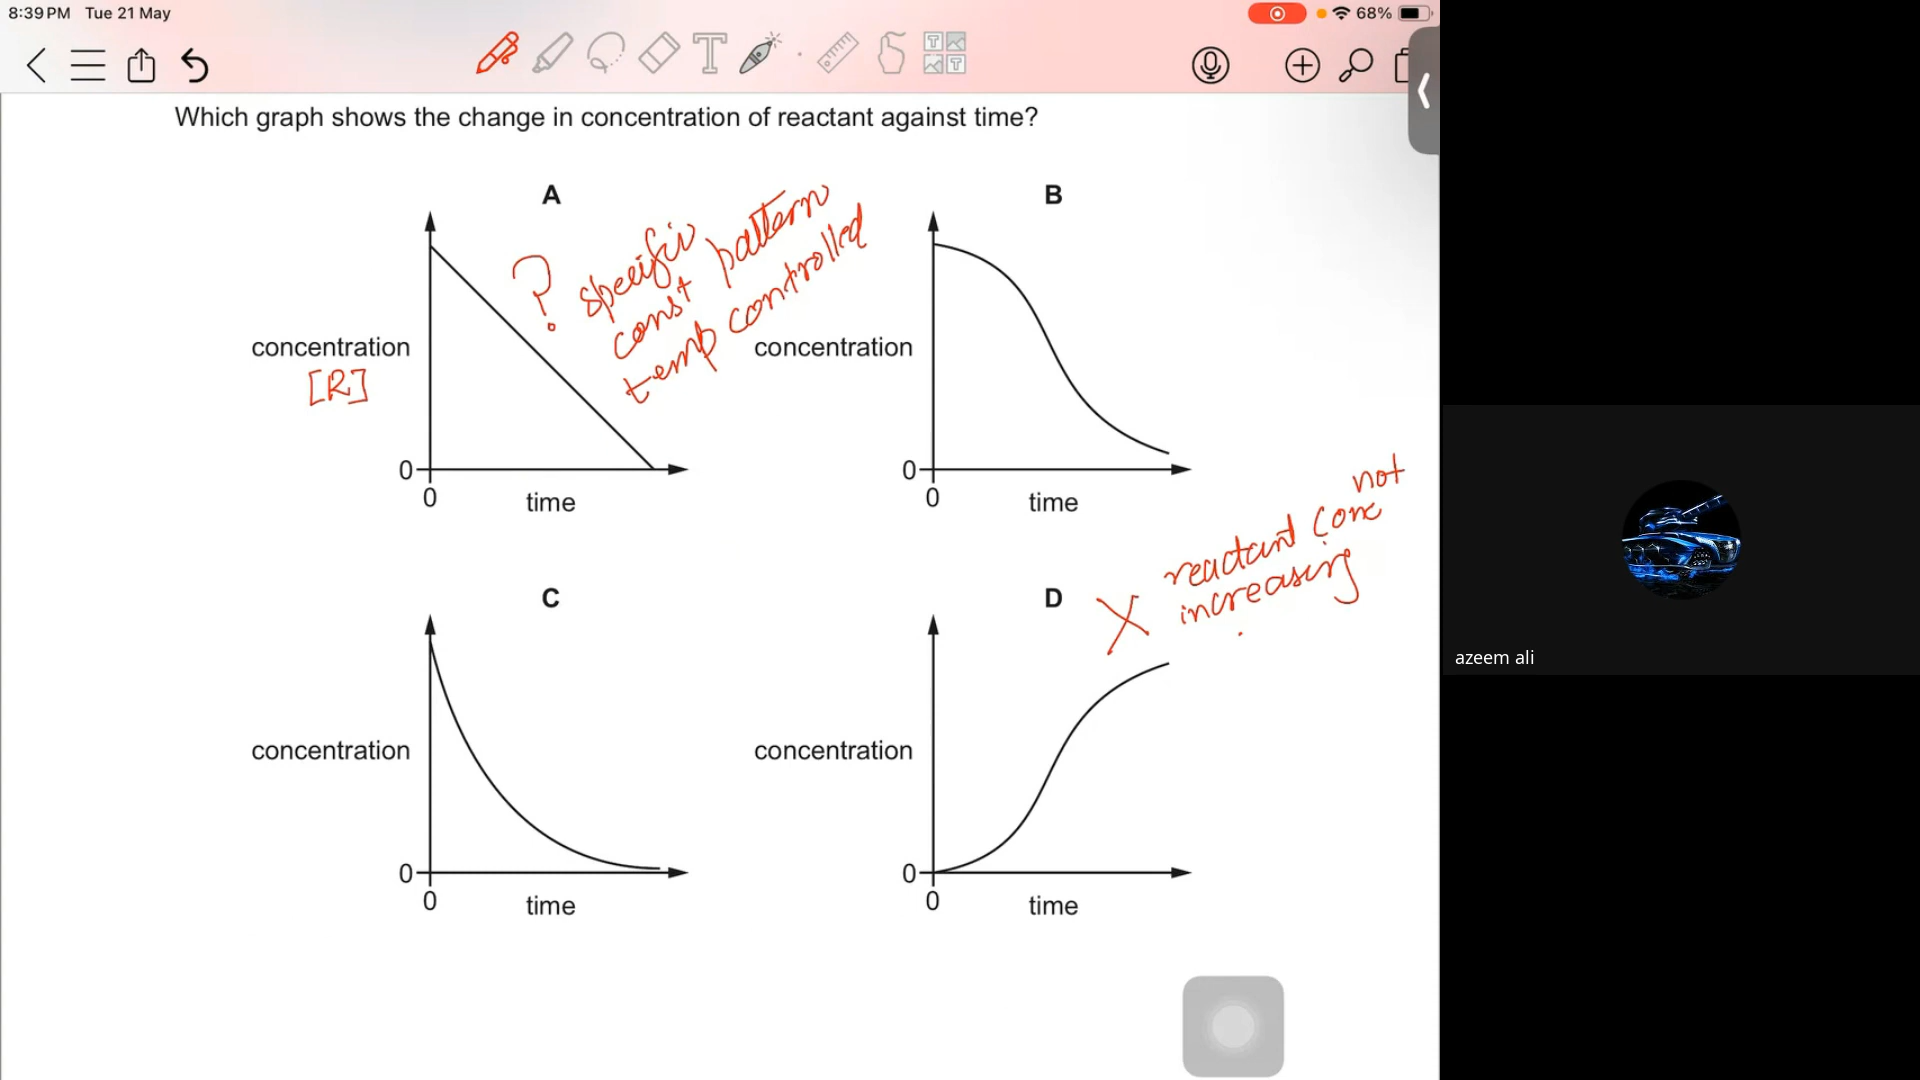 8:39 PM Tue 21 May
68%
Which graph shows the change in concentration of reactant against time?
A
concentration
[R]
0
0
time
? specific
const pattern
temp controlled
B
concentration
0
0
time
C
concentration
0
0
time
D
X reactant conc not
increasing
concentration
0
0
time
azeem ali